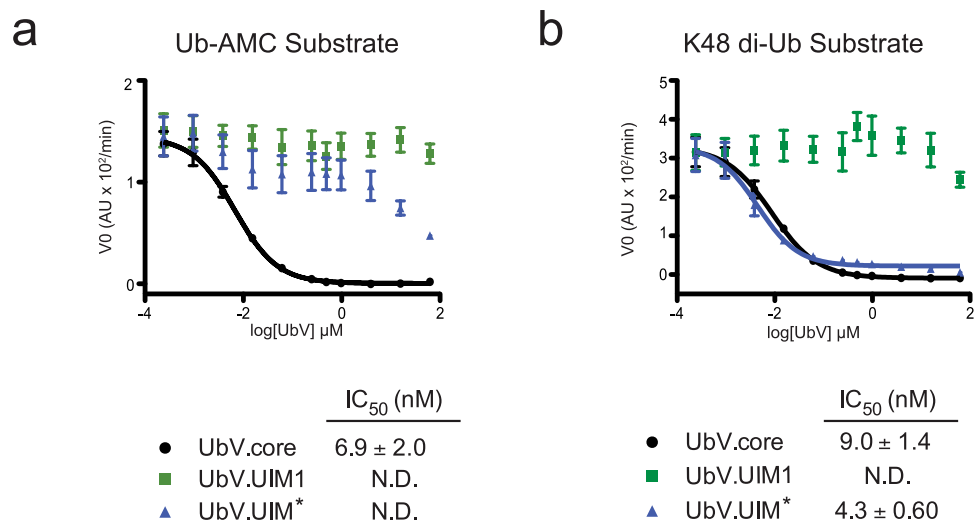 a
Ub-AMC Substrate
2
1
0
V0 (AU x 10²/min)
-4 -2 0 2
log[UbV] µM
IC₅₀ (nM)
UbV.core 6.9 ± 2.0
UbV.UIM1 N.D.
UbV.UIM* N.D.
b
K48 di-Ub Substrate
5
4
3
2
1
0
V0 (AU x 10²/min)
-4 -2 0 2
log[UbV] µM
IC₅₀ (nM)
UbV.core 9.0 ± 1.4
UbV.UIM1 N.D.
UbV.UIM* 4.3 ± 0.60